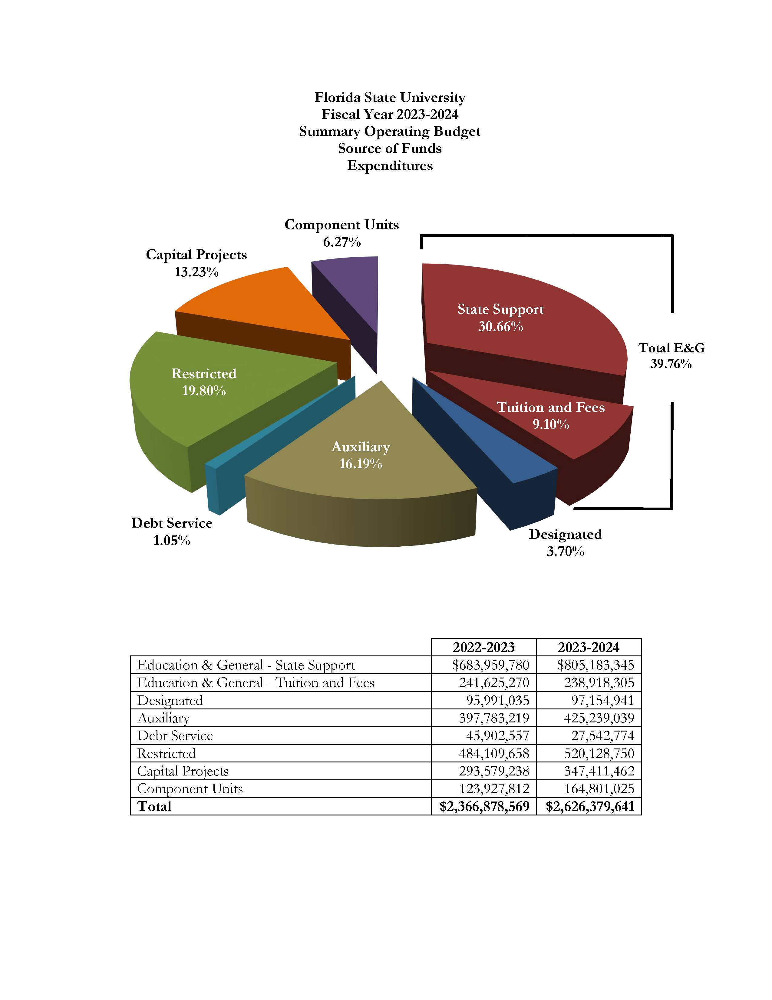 Florida State University
Fiscal Year 2023-2024
Summary Operating Budget
Source of Funds
Expenditures
Component Units
6.27%
Capital Projects
13.23%
State Support
30.66%
Total E&G
39.76%
Restricted
19.80%
Tuition and Fees
9.10%
Auxiliary
16.19%
Debt Service
1.05%
Designated
3.70%
2022-2023 2023-2024
Education & General - State Support $683,959,780 $805,183,345
Education & General - Tuition and Fees 241,625,270 238,918,305
Designated 95,991,035 97,154,941
Auxiliary 397,783,219 425,239,039
Debt Service 45,902,557 27,542,774
Restricted 484,109,658 520,128,750
Capital Projects 293,579,238 347,411,462
Component Units 123,927,812 164,801,025
Total $2,366,878,569 $2,626,379,641